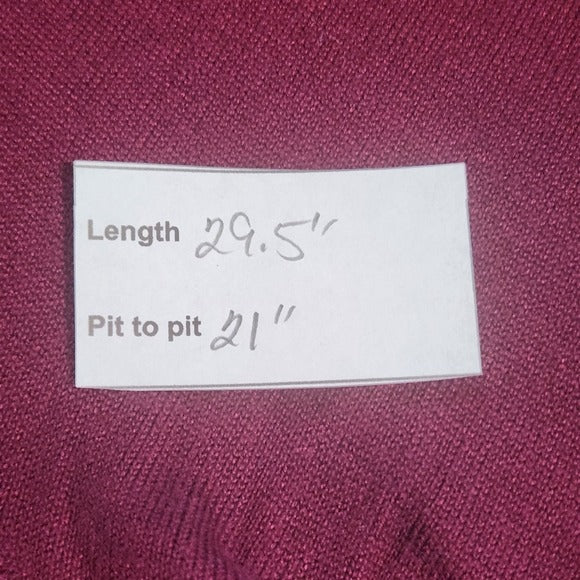 Length 29.5"
Pit to pit 21"